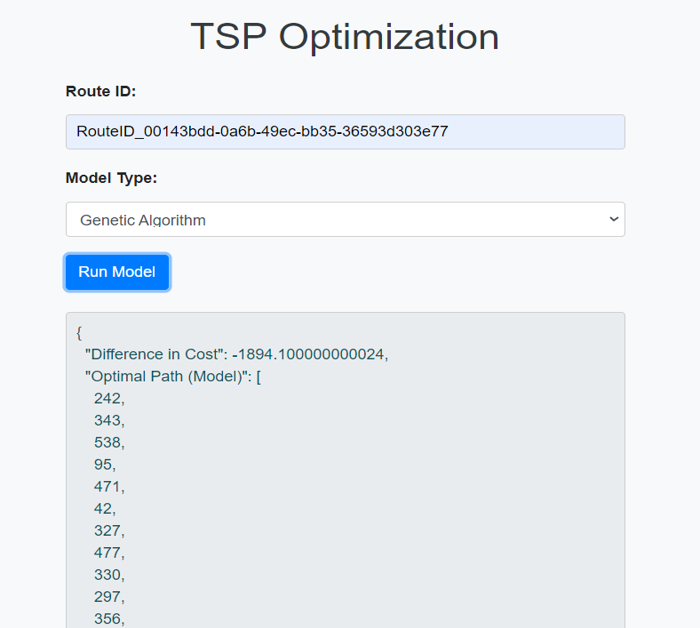 TSP Optimization
Route ID:
RouteID_00143bdd-0a6b-49ec-bb35-36593d303e77
Model Type:
Genetic Algorithm
Run Model
{
"Difference in Cost": -1894.100000000024,
"Optimal Path (Model)": [
242,
343,
538,
95,
471,
42,
327,
477,
330,
297,
356,